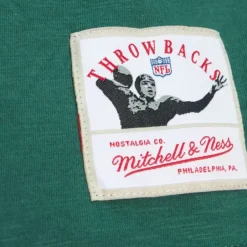 THROWBACKS
NFL
NOSTALGIA CO.
Mitchell & Ness
PHILADELPHIA, PA.